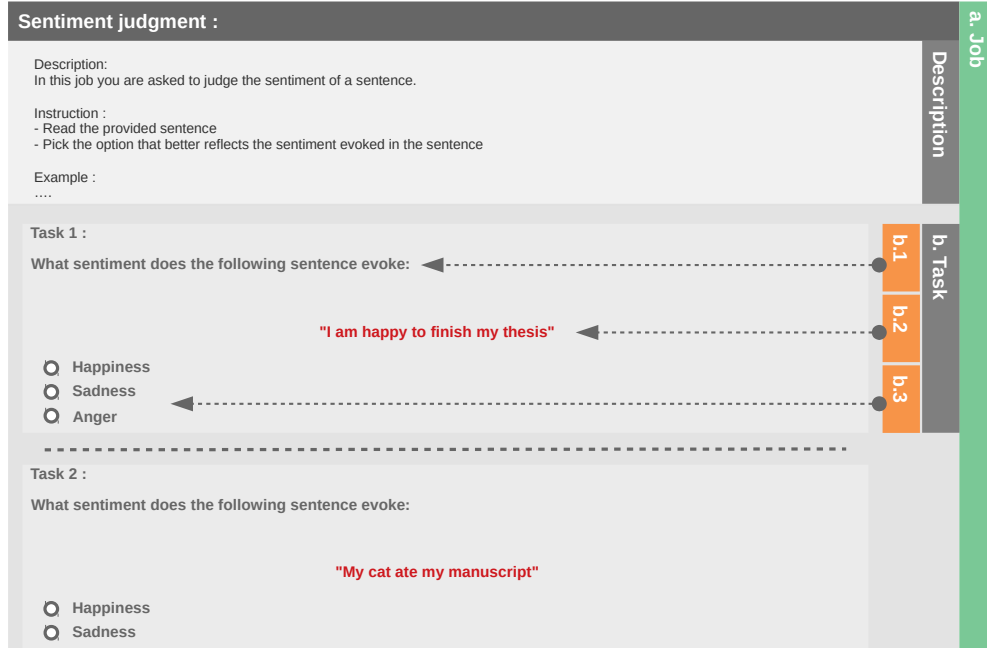 Sentiment judgment :
a. Job
Description:
In this job you are asked to judge the sentiment of a sentence.
Instruction :
- Read the provided sentence
- Pick the option that better reflects the sentiment evoked in the sentence
Example :
....
Description
Task 1 :
What sentiment does the following sentence evoke:
"I am happy to finish my thesis"
Happiness
Sadness
Anger
b.1
b.2
b.3
b. Task
Task 2 :
What sentiment does the following sentence evoke:
"My cat ate my manuscript"
Happiness
Sadness